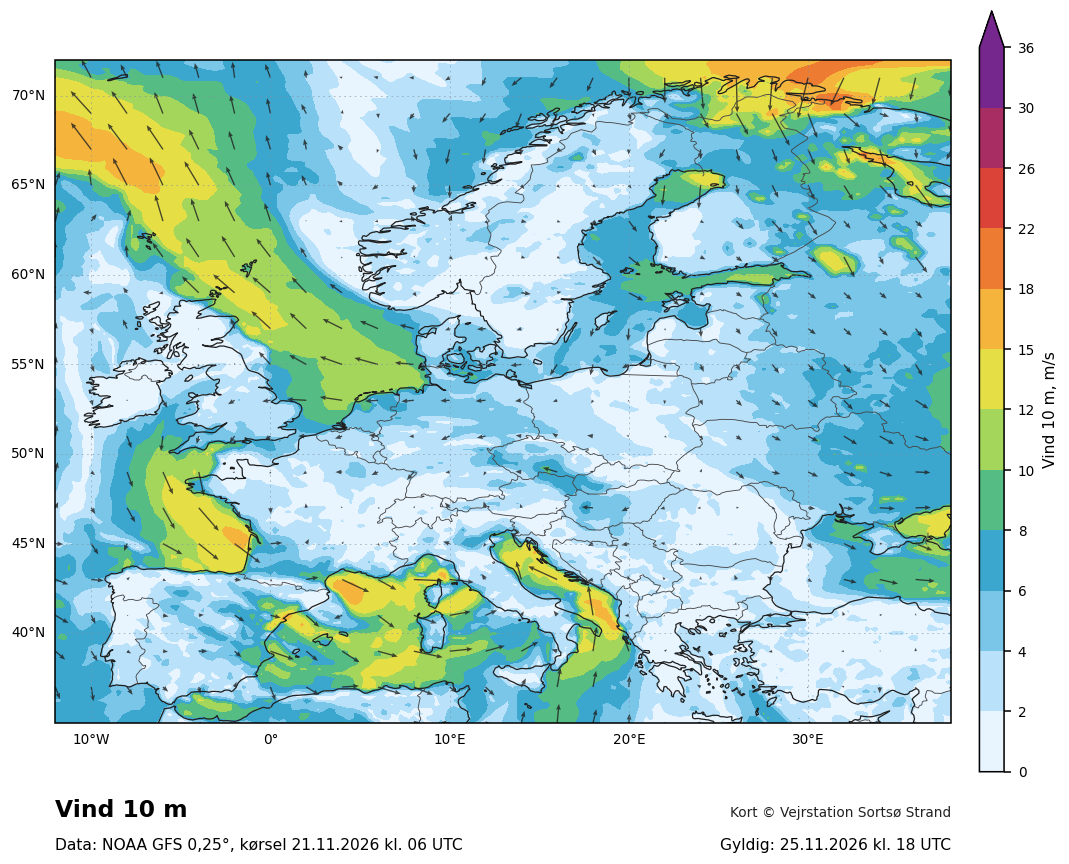 36
30
26
22
18
15
12
10
8
6
4
2
0
Vind 10 m, m/s
70°N
65°N
60°N
55°N
50°N
45°N
40°N
10°W
0°
10°E
20°E
30°E
Vind 10 m
Kort © Vejrstation Sortsø Strand
Data: NOAA GFS 0,25°, kørsel 21.11.2026 kl. 06 UTC
Gyldig: 25.11.2026 kl. 18 UTC